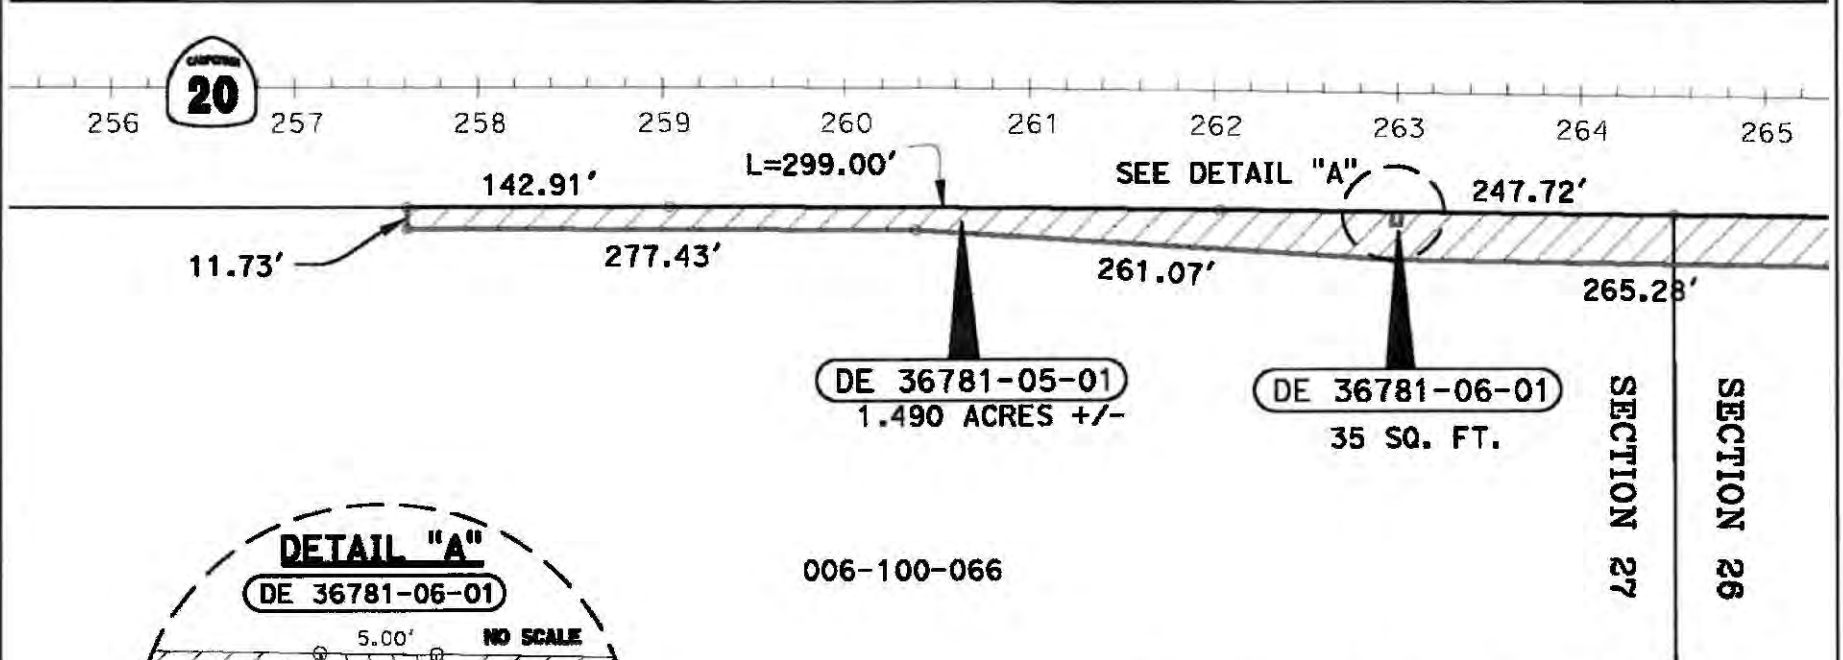 20
256 257 258 259 260 261 262 263 264 265
L=299.00'
SEE DETAIL "A"
142.91'
247.72'
11.73'
277.43'
261.07'
265.28'
DE 36781-05-01
1.490 ACRES +/-
DE 36781-06-01
35 SQ. FT.
SECTION 27
SECTION 26
DETAIL "A"
DE 36781-06-01
006-100-066
5.00'
NO SCALE